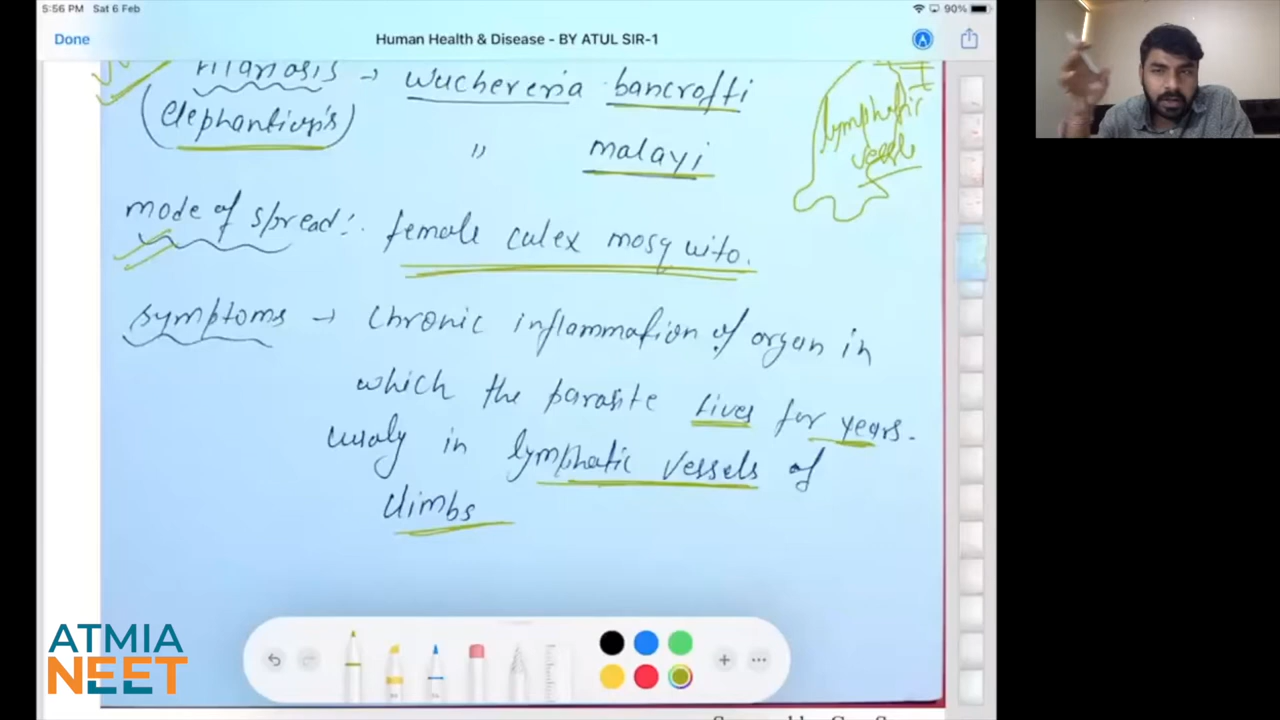 5:56 PM Sat 6 Feb
90%
Done
Human Health & Disease - BY ATUL SIR-1
Filariasis → Wuchereria bancrofti
(Elephantiasis)
" malayi
lymphatic
vessels
mode of spread:- female culex mosquito.
symptoms → chronic inflammation of organ in
which the parasite lives for years.
in lymphatic vessels of
limbs
ATMIA
NEET